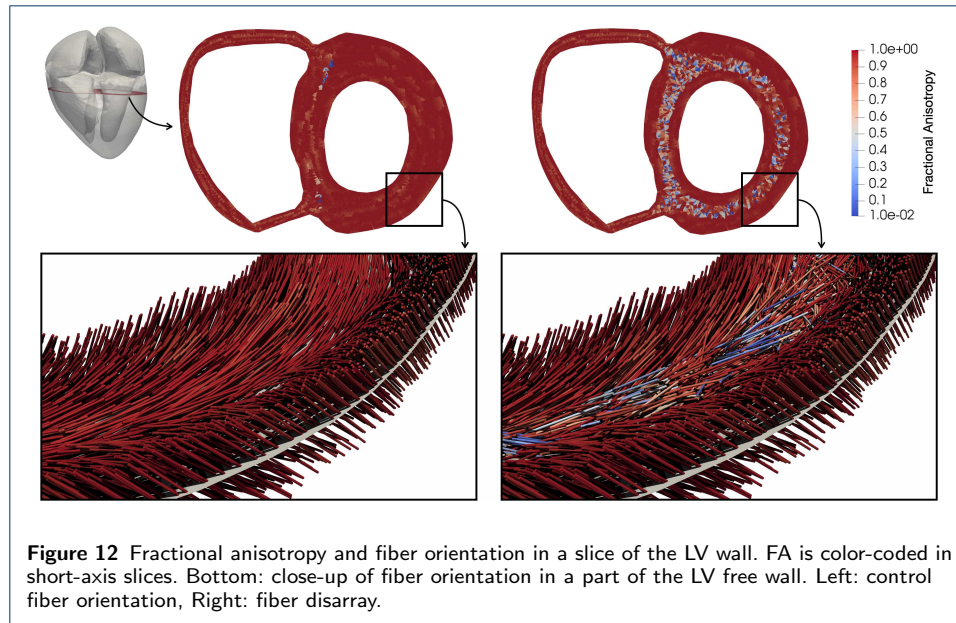 1.0e+00
0.9
0.8
0.7
0.6
0.5
0.4
0.3
0.2
0.1
1.0e-02
Fractional Anisotropy
Figure 12 Fractional anisotropy and fiber orientation in a slice of the LV wall. FA is color-coded in
short-axis slices. Bottom: close-up of fiber orientation in a part of the LV free wall. Left: control
fiber orientation, Right: fiber disarray.